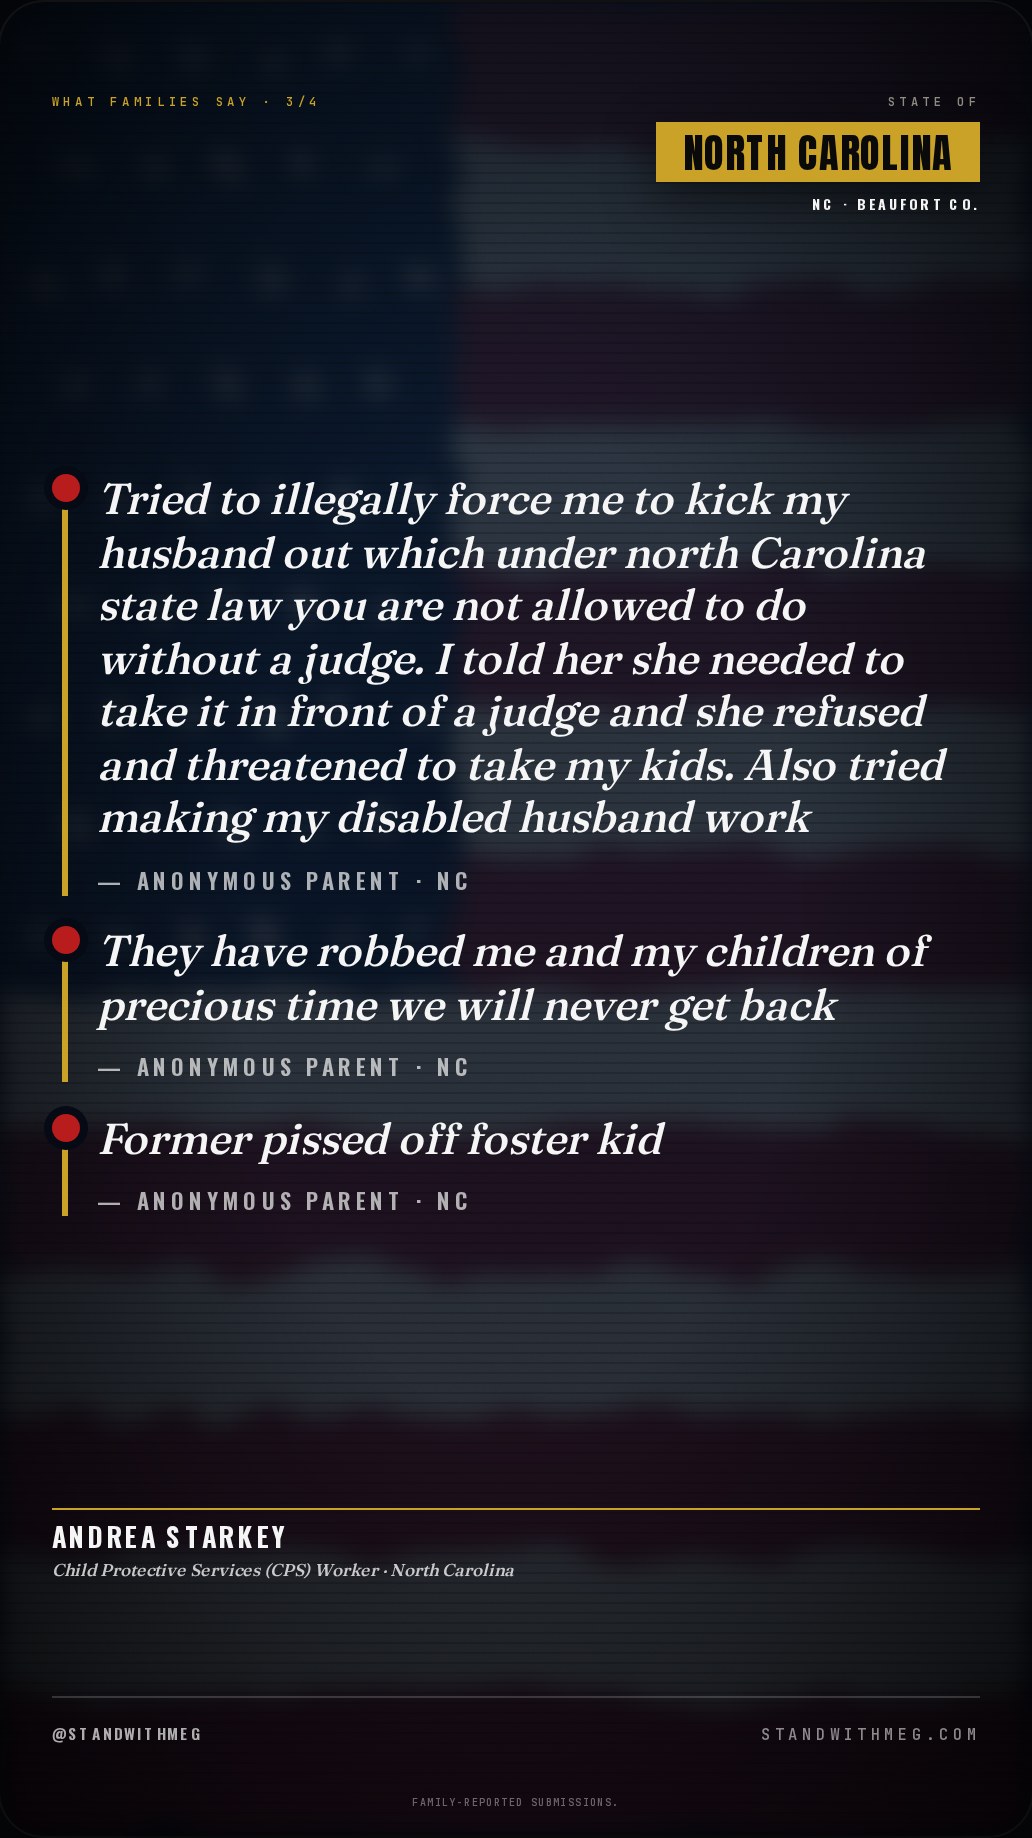 WHAT FAMILIES SAY · 3/4
STATE OF
NORTH CAROLINA
NC · BEAUFORT CO.
Tried to illegally force me to kick my
husband out which under north Carolina
state law you are not allowed to do
without a judge. I told her she needed to
take it in front of a judge and she refused
and threatened to take my kids. Also tried
making my disabled husband work
— ANONYMOUS PARENT · NC
They have robbed me and my children of
precious time we will never get back
— ANONYMOUS PARENT · NC
Former pissed off foster kid
— ANONYMOUS PARENT · NC
ANDREA STARKEY
Child Protective Services (CPS) Worker · North Carolina
@STANDWITHMEG
STANDWITHMEG.COM
FAMILY-REPORTED SUBMISSIONS.